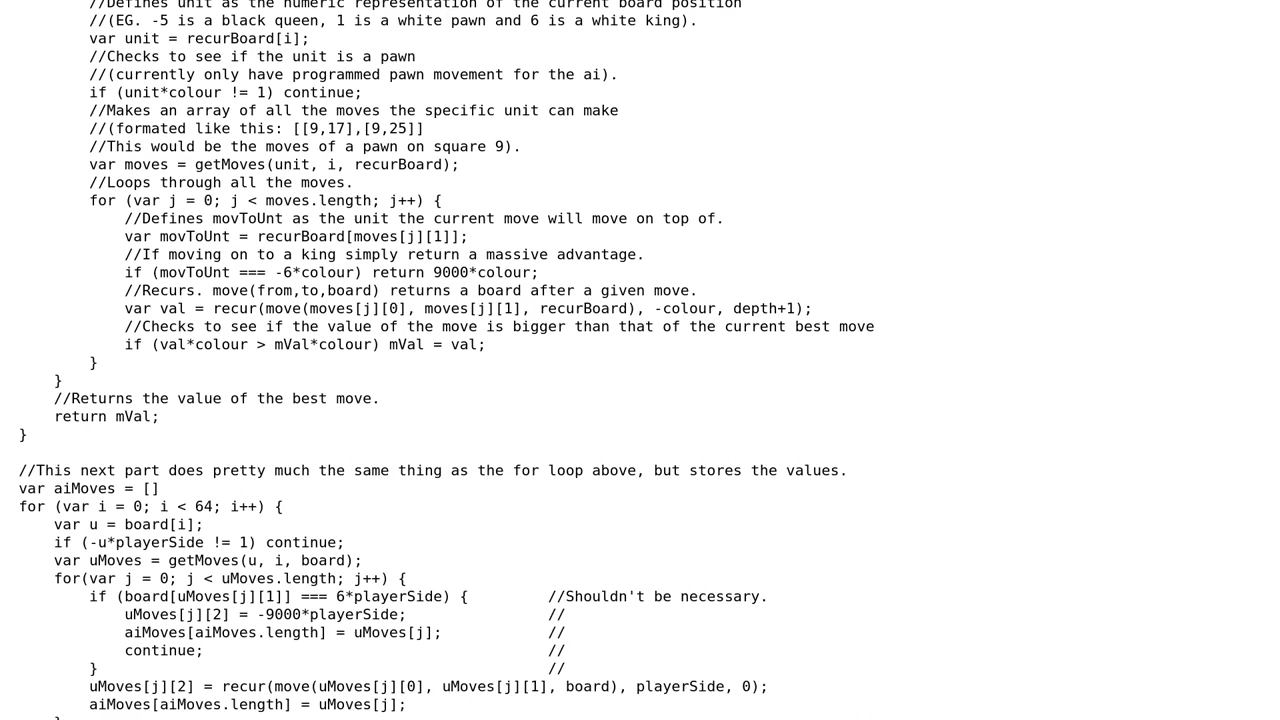 //Defines unit as the numeric representation of the current board position
//(EG. -5 is a black queen, 1 is a white pawn and 6 is a white king).
var unit = recurBoard[i];
//Checks to see if the unit is a pawn
//(currently only have programmed pawn movement for the ai).
if (unit*colour != 1) continue;
//Makes an array of all the moves the specific unit can make
//(formated like this: [[9,17],[9,25]]
//This would be the moves of a pawn on square 9).
var moves = getMoves(unit, i, recurBoard);
//Loops through all the moves.
for (var j = 0; j < moves.length; j++) {
//Defines movToUnt as the unit the current move will move on top of.
var movToUnt = recurBoard[moves[j][1]];
//If moving on to a king simply return a massive advantage.
if (movToUnt === -6*colour) return 9000*colour;
//Recurs. move(from,to,board) returns a board after a given move.
var val = recur(move(moves[j][0], moves[j][1], recurBoard), -colour, depth+1);
//Checks to see if the value of the move is bigger than that of the current best move
if (val*colour > mVal*colour) mVal = val;
}
}
//Returns the value of the best move.
return mVal;
}
//This next part does pretty much the same thing as the for loop above, but stores the values.
var aiMoves = []
for (var i = 0; i < 64; i++) {
var u = board[i];
if (-u*playerSide != 1) continue;
var uMoves = getMoves(u, i, board);
for(var j = 0; j < uMoves.length; j++) {
if (board[uMoves[j][1]] === 6*playerSide) { //Shouldn't be necessary.
uMoves[j][2] = -9000*playerSide; //
aiMoves[aiMoves.length] = uMoves[j]; //
continue; //
} //
uMoves[j][2] = recur(move(uMoves[j][0], uMoves[j][1], board), playerSide, 0);
aiMoves[aiMoves.length] = uMoves[j];